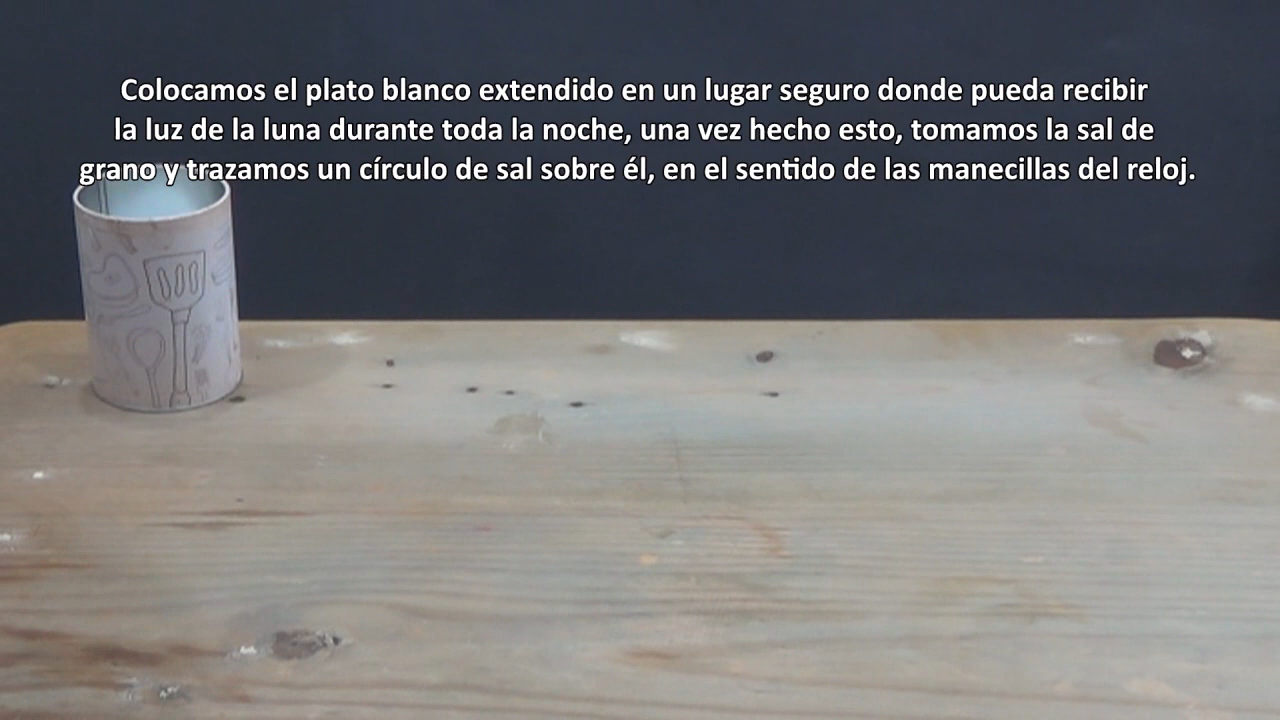 Colocamos el plato blanco extendido en un lugar seguro donde pueda recibir
la luz de la luna durante toda la noche, una vez hecho esto, tomamos la sal de
grano y trazamos un círculo de sal sobre él, en el sentido de las manecillas del reloj.